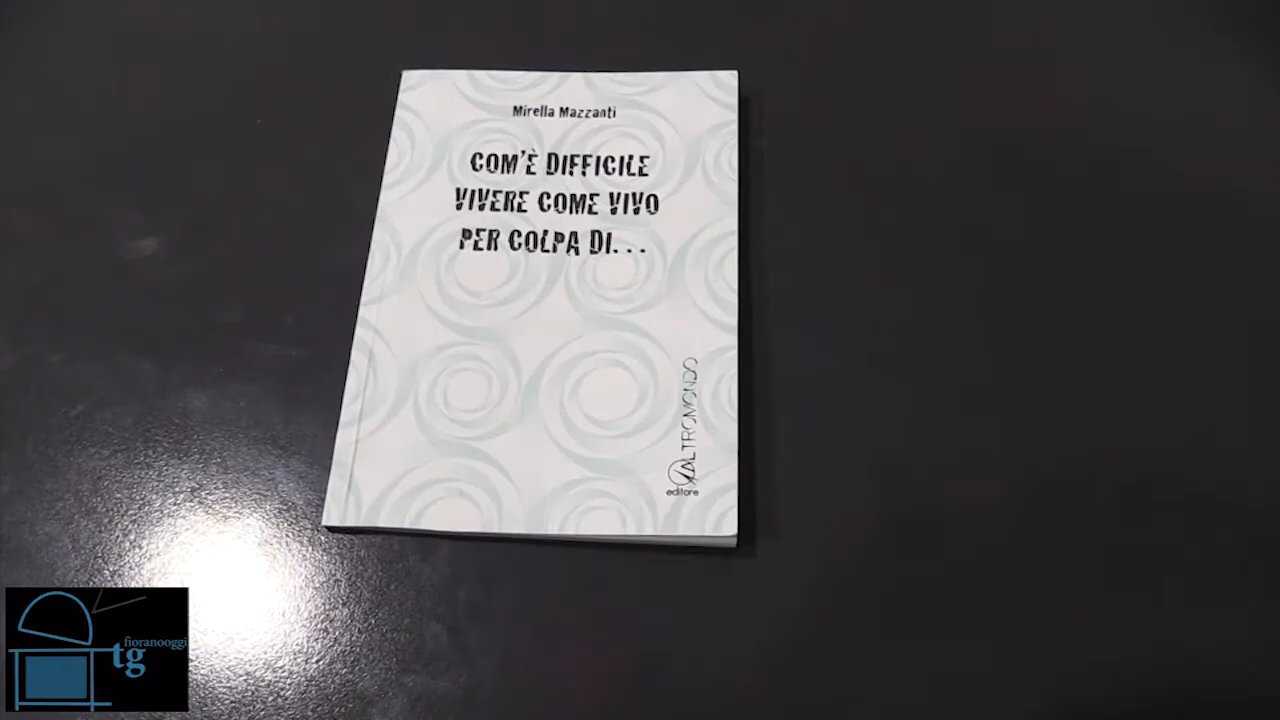 Mirella Mazzanti
COM'È DIFFICILE
VIVERE COME VIVO
PER COLPA DI...
ALTROMONDO
editore
fioranooggi
tg